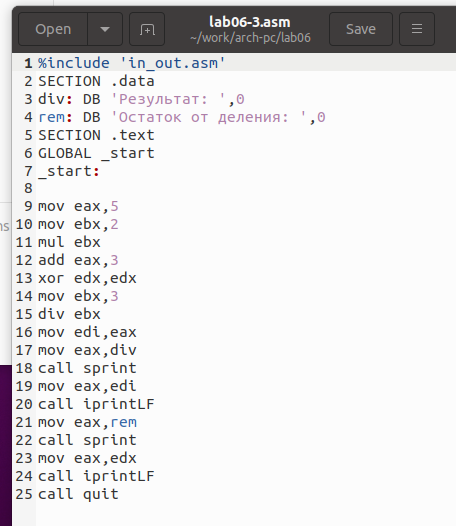 Open
lab06-3.asm
~/work/arch-pc/lab06
Save
ns
1 %include 'in_out.asm'
2 SECTION .data
3 div: DB 'Результат: ',0
4 rem: DB 'Остаток от деления: ',0
5 SECTION .text
6 GLOBAL _start
7 _start:
8
9 mov eax,5
10 mov ebx,2
11 mul ebx
12 add eax,3
13 xor edx,edx
14 mov ebx,3
15 div ebx
16 mov edi,eax
17 mov eax,div
18 call sprint
19 mov eax,edi
20 call iprintLF
21 mov eax,rem
22 call sprint
23 mov eax,edx
24 call iprintLF
25 call quit